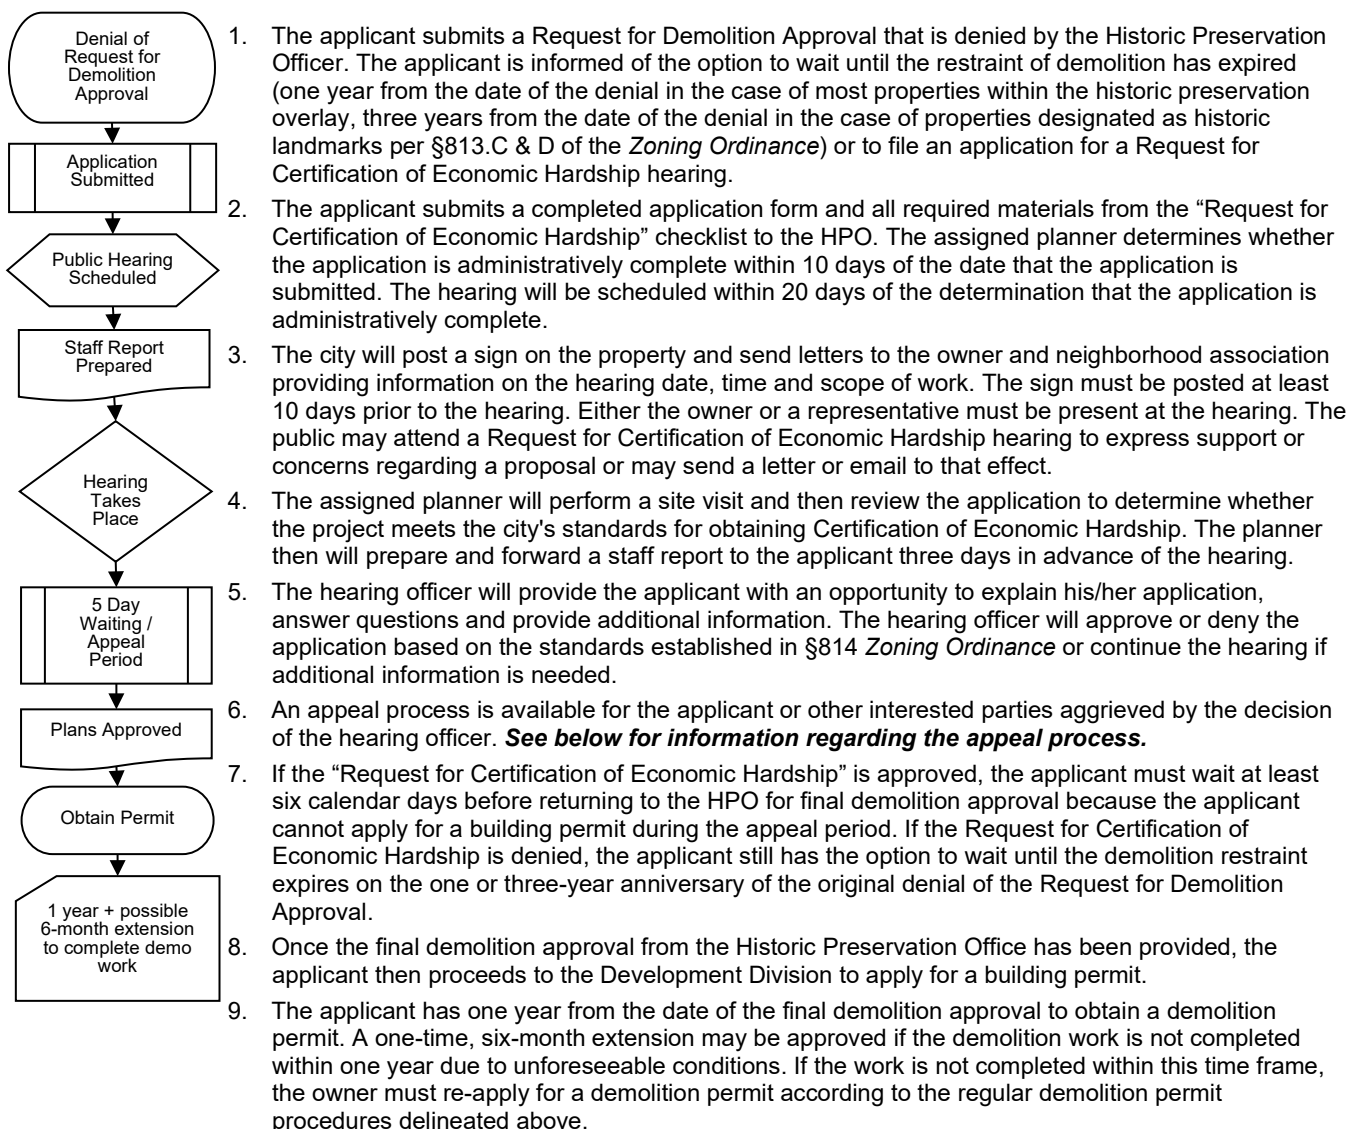 Denial of
Request for
Demolition
Approval
Application
Submitted
Public Hearing
Scheduled
Staff Report
Prepared
Hearing
Takes
Place
5 Day
Waiting /
Appeal
Period
Plans Approved
Obtain Permit
1 year + possible
6-month extension
to complete demo
work
1. The applicant submits a Request for Demolition Approval that is denied by the Historic Preservation
Officer. The applicant is informed of the option to wait until the restraint of demolition has expired
(one year from the date of the denial in the case of most properties within the historic preservation
overlay, three years from the date of the denial in the case of properties designated as historic
landmarks per §813.C & D of the Zoning Ordinance) or to file an application for a Request for
Certification of Economic Hardship hearing.
2. The applicant submits a completed application form and all required materials from the “Request for
Certification of Economic Hardship” checklist to the HPO. The assigned planner determines whether
the application is administratively complete within 10 days of the date that the application is
submitted. The hearing will be scheduled within 20 days of the determination that the application is
administratively complete.
3. The city will post a sign on the property and send letters to the owner and neighborhood association
providing information on the hearing date, time and scope of work. The sign must be posted at least
10 days prior to the hearing. Either the owner or a representative must be present at the hearing. The
public may attend a Request for Certification of Economic Hardship hearing to express support or
concerns regarding a proposal or may send a letter or email to that effect.
4. The assigned planner will perform a site visit and then review the application to determine whether
the project meets the city's standards for obtaining Certification of Economic Hardship. The planner
then will prepare and forward a staff report to the applicant three days in advance of the hearing.
5. The hearing officer will provide the applicant with an opportunity to explain his/her application,
answer questions and provide additional information. The hearing officer will approve or deny the
application based on the standards established in §814 Zoning Ordinance or continue the hearing if
additional information is needed.
6. An appeal process is available for the applicant or other interested parties aggrieved by the decision
of the hearing officer. See below for information regarding the appeal process.
7. If the “Request for Certification of Economic Hardship” is approved, the applicant must wait at least
six calendar days before returning to the HPO for final demolition approval because the applicant
cannot apply for a building permit during the appeal period. If the Request for Certification of
Economic Hardship is denied, the applicant still has the option to wait until the demolition restraint
expires on the one or three-year anniversary of the original denial of the Request for Demolition
Approval.
8. Once the final demolition approval from the Historic Preservation Office has been provided, the
applicant then proceeds to the Development Division to apply for a building permit.
9. The applicant has one year from the date of the final demolition approval to obtain a demolition
permit. A one-time, six-month extension may be approved if the demolition work is not completed
within one year due to unforeseeable conditions. If the work is not completed within this time frame,
the owner must re-apply for a demolition permit according to the regular demolition permit
procedures delineated above.